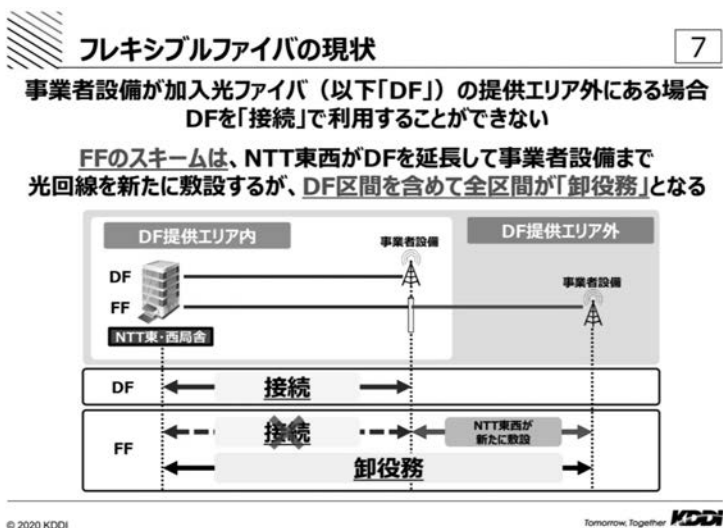 フレキシブルファイバの現状
7
事業者設備が加入光ファイバ（以下「DF」）の提供エリア外にある場合
DFを「接続」で利用することができない
FFのスキームは、NTT東西がDFを延長して事業者設備まで
光回線を新たに敷設するが、DF区間を含めて全区間が「卸役務」となる
DF提供エリア内
DF提供エリア外
事業者設備
事業者設備
DF
FF
NTT東・西局舎
DF
接続
FF
接続
NTT東西が
新たに敷設
卸役務
© 2020 KDDI
Tomorrow, Together KDDI